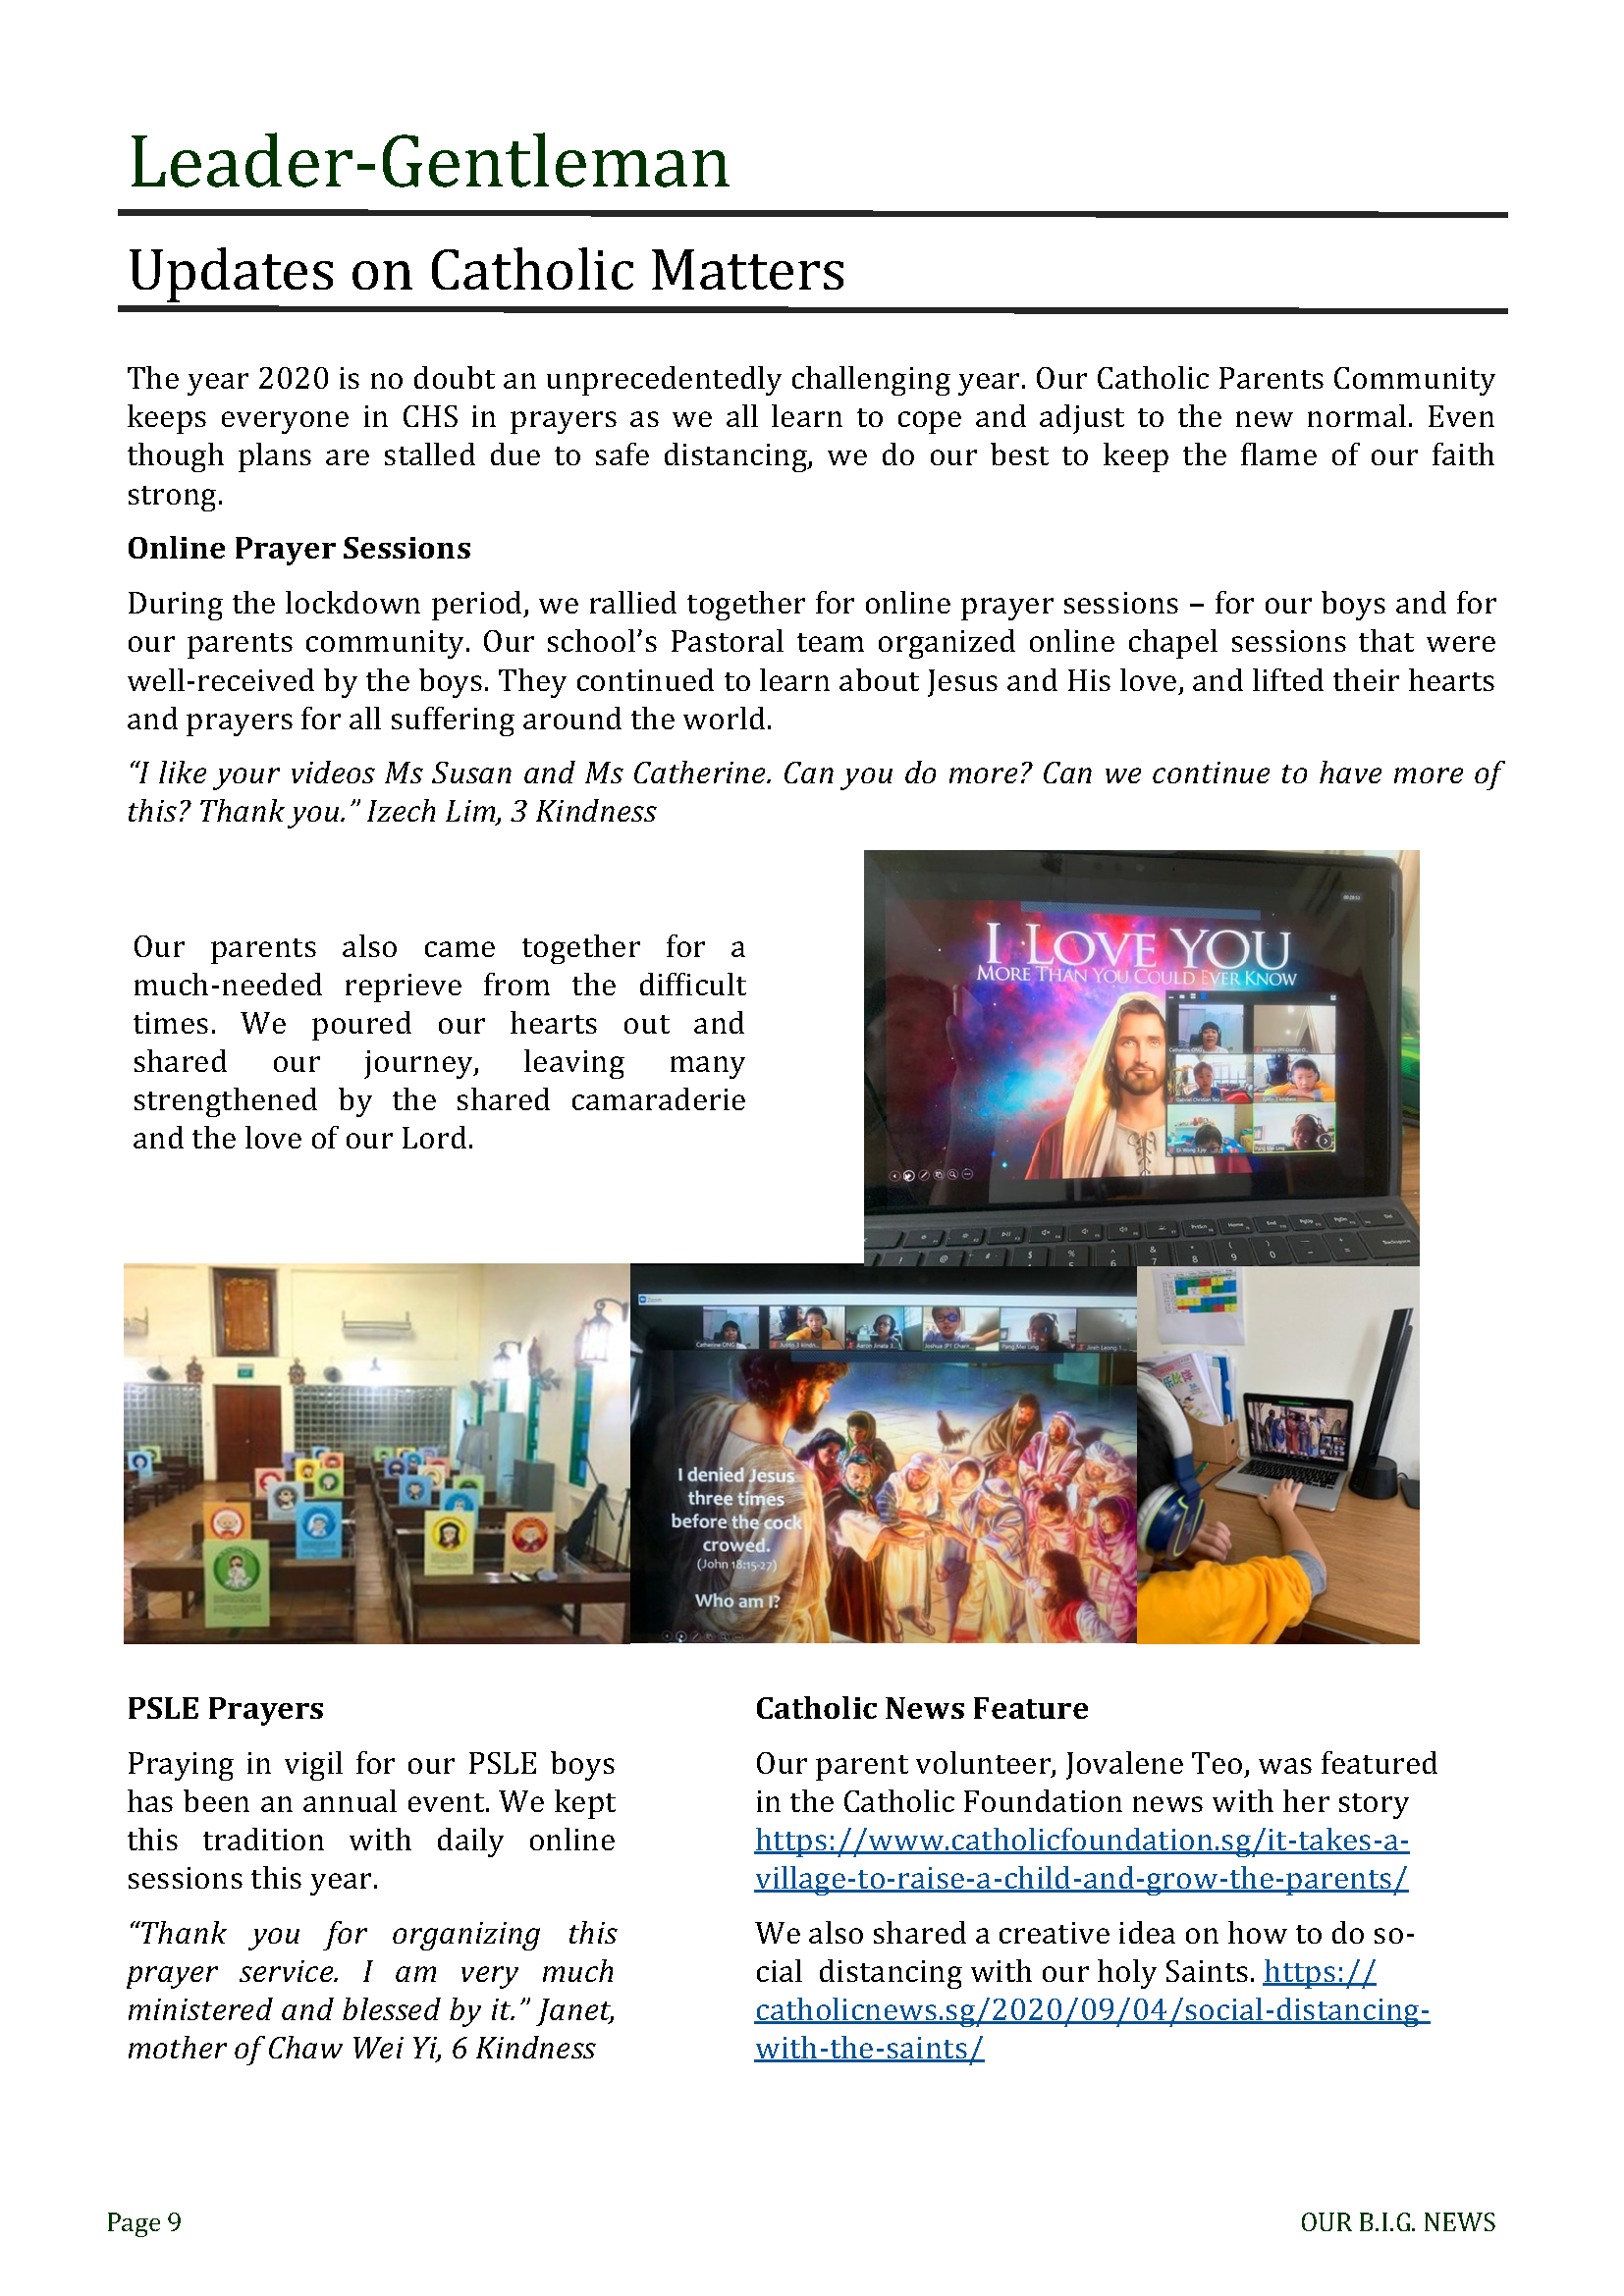 Leader-Gentleman
Updates on Catholic Matters
The year 2020 is no doubt an unprecedentedly challenging year. Our Catholic Parents Community
keeps everyone in CHS in prayers as we all learn to cope and adjust to the new normal. Even
though plans are stalled due to safe distancing, we do our best to keep the flame of our faith
strong.
Online Prayer Sessions
During the lockdown period, we rallied together for online prayer sessions – for our boys and for
our parents community. Our school’s Pastoral team organized online chapel sessions that were
well-received by the boys. They continued to learn about Jesus and His love, and lifted their hearts
and prayers for all suffering around the world.
“I like your videos Ms Susan and Ms Catherine. Can you do more? Can we continue to have more of
this? Thank you.” Izech Lim, 3 Kindness
Our parents also came together for a
much-needed reprieve from the difficult
times. We poured our hearts out and
shared our journey, leaving many
strengthened by the shared camaraderie
and the love of our Lord.
I LOVE YOU
MORE THAN YOU COULD EVER KNOW
Catherine ONG
I denied Jesus
three times
before the cock
crowed.
(John 18:15-27)
Who am I?
PSLE Prayers
Praying in vigil for our PSLE boys
has been an annual event. We kept
this tradition with daily online
sessions this year.
“Thank you for organizing this
prayer service. I am very much
ministered and blessed by it.” Janet,
mother of Chaw Wei Yi, 6 Kindness
Catholic News Feature
Our parent volunteer, Jovalene Teo, was featured
in the Catholic Foundation news with her story
https://www.catholicfoundation.sg/it-takes-a-
village-to-raise-a-child-and-grow-the-parents/
We also shared a creative idea on how to do so-
cial distancing with our holy Saints. https://
catholicnews.sg/2020/09/04/social-distancing-
with-the-saints/
Page 9
OUR B.I.G. NEWS